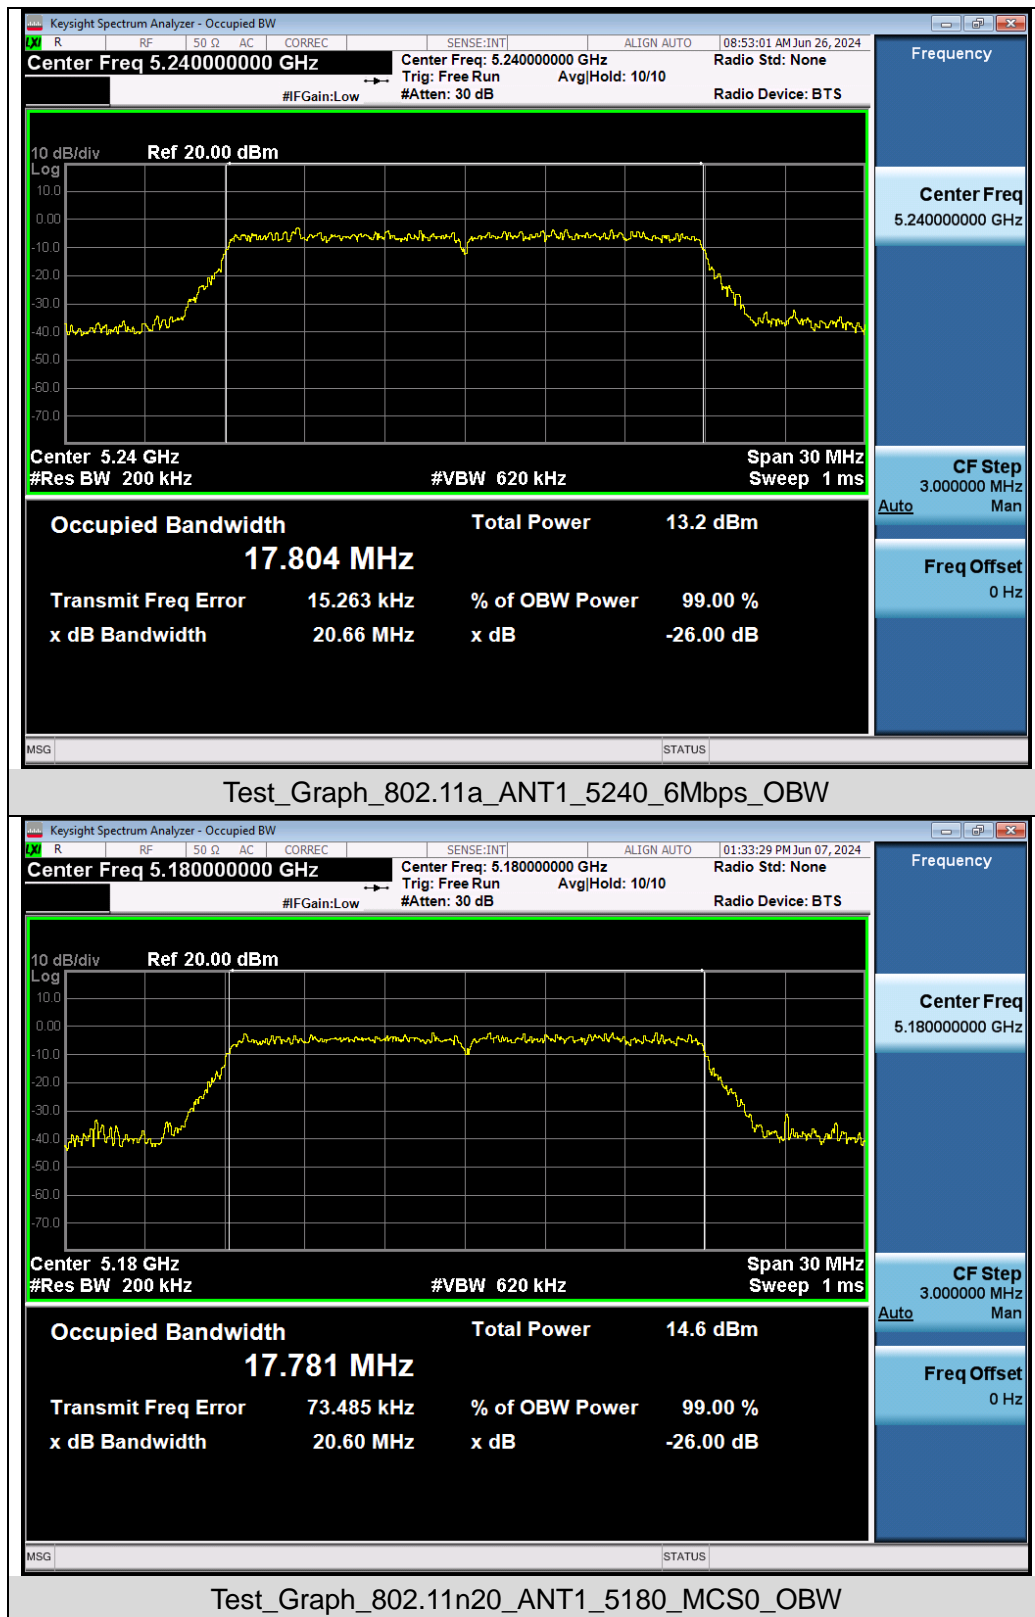 Keysight Spectrum Analyzer - Occupied BW
LXI R RF 50 Ω AC CORREC SENSE:INT ALIGN AUTO 08:53:01 AM Jun 26, 2024
Center Freq 5.240000000 GHz
Center Freq: 5.240000000 GHz Radio Std: None
Trig: Free Run Avg|Hold: 10/10
#IFGain:Low #Atten: 30 dB Radio Device: BTS
Frequency
10 dB/div Ref 20.00 dBm
Log
10.0
0.00
-10.0
-20.0
-30.0
-40.0
-50.0
-60.0
-70.0
Center Freq
5.240000000 GHz
Center 5.24 GHz Span 30 MHz
#Res BW 200 kHz #VBW 620 kHz Sweep 1 ms
CF Step
3.000000 MHz
Auto Man
Occupied Bandwidth Total Power 13.2 dBm
17.804 MHz
Freq Offset
0 Hz
Transmit Freq Error 15.263 kHz % of OBW Power 99.00 %
x dB Bandwidth 20.66 MHz x dB -26.00 dB
MSG STATUS
Test_Graph_802.11a_ANT1_5240_6Mbps_OBW
Keysight Spectrum Analyzer - Occupied BW
LXI R RF 50 Ω AC CORREC SENSE:INT ALIGN AUTO 01:33:29 PM Jun 07, 2024
Center Freq 5.180000000 GHz
Center Freq: 5.180000000 GHz Radio Std: None
Trig: Free Run Avg|Hold: 10/10
#IFGain:Low #Atten: 30 dB Radio Device: BTS
Frequency
10 dB/div Ref 20.00 dBm
Log
10.0
0.00
-10.0
-20.0
-30.0
-40.0
-50.0
-60.0
-70.0
Center Freq
5.180000000 GHz
Center 5.18 GHz Span 30 MHz
#Res BW 200 kHz #VBW 620 kHz Sweep 1 ms
CF Step
3.000000 MHz
Auto Man
Occupied Bandwidth Total Power 14.6 dBm
17.781 MHz
Freq Offset
0 Hz
Transmit Freq Error 73.485 kHz % of OBW Power 99.00 %
x dB Bandwidth 20.60 MHz x dB -26.00 dB
MSG STATUS
Test_Graph_802.11n20_ANT1_5180_MCS0_OBW